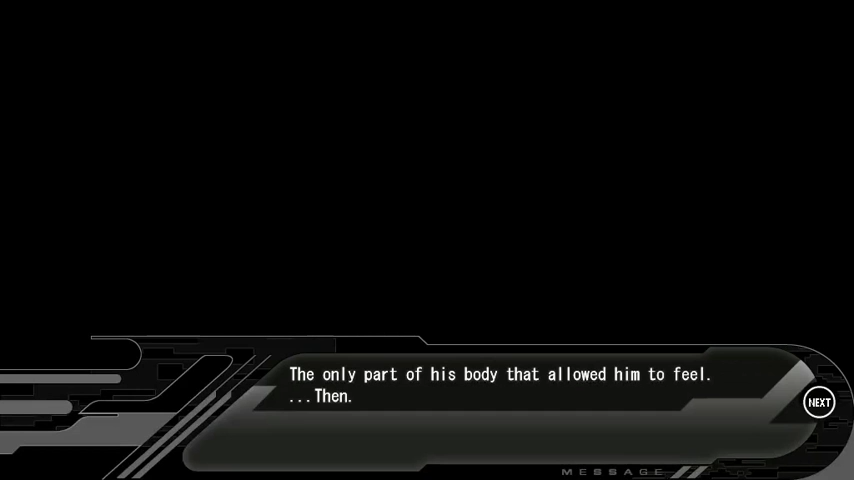 The only part of his body that allowed him to feel.
...Then.
NEXT
MESSAGE